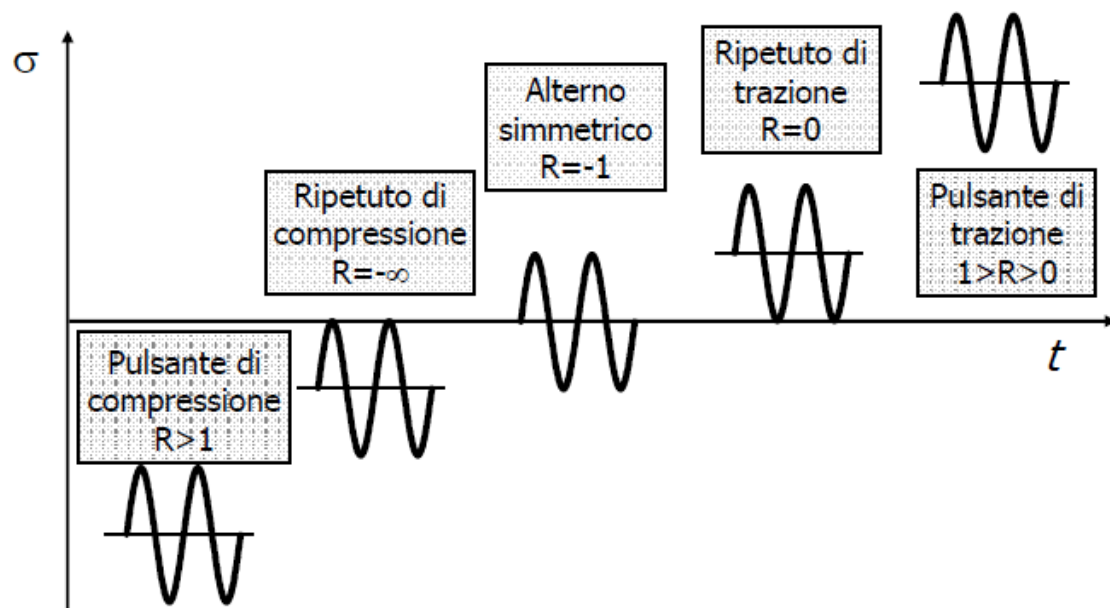 σ
Pulsante di
compressione
R>1
Ripetuto di
compressione
R=-∞
Alterno
simmetrico
R=-1
Ripetuto di
trazione
R=0
Pulsante di
trazione
1>R>0
t